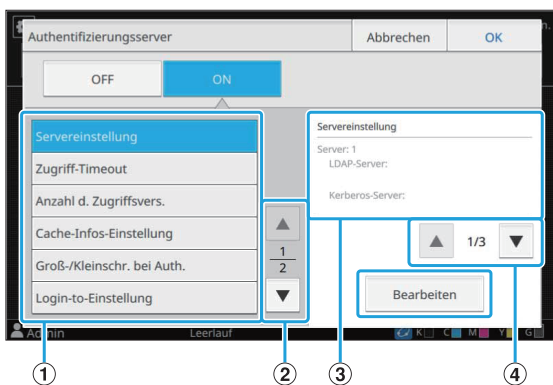 n.
Authentifizierungsserver
Abbrechen
OK
OFF
ON
Servereinstellung
Zugriff-Timeout
Anzahl d. Zugriffsvers.
Cache-Infos-Einstellung
Groß-/Kleinschr. bei Auth.
Login-to-Einstellung
1
2
Servereinstellung
Server: 1
LDAP-Server:
Kerberos-Server:
1/3
Bearbeiten
Admin
Leerlauf
K
C
M
Y
G
1
2
3
4